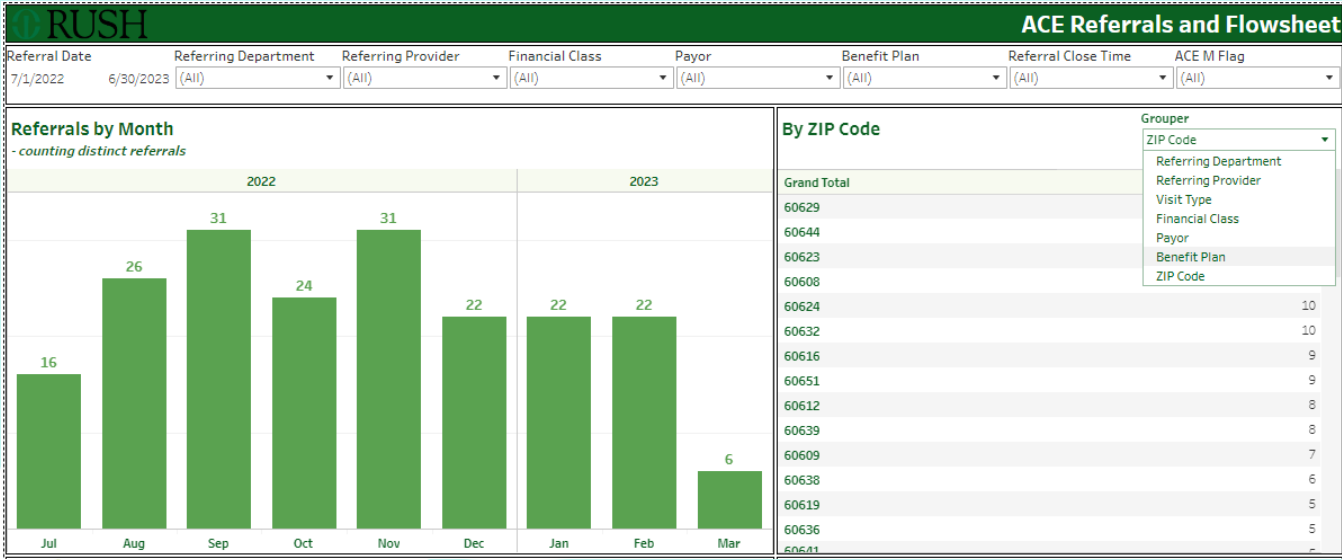 RUSH
ACE Referrals and Flowsheet
Referral Date Referring Department Referring Provider Financial Class Payor Benefit Plan Referral Close Time ACE M Flag
7/1/2022 6/30/2023 (All) (All) (All) (All) (All) (All) (All)
Referrals by Month
- counting distinct referrals
2022 2023
31 31
26
24
22 22 22
16
6
Jul Aug Sep Oct Nov Dec Jan Feb Mar
By ZIP Code
Grouper
ZIP Code
Referring Department
Referring Provider
Visit Type
Financial Class
Payor
Benefit Plan
ZIP Code
Grand Total
60629
60644
60623
60608
60624 10
60632 10
60616 9
60651 9
60612 8
60639 8
60609 7
60638 6
60619 5
60636 5
60641